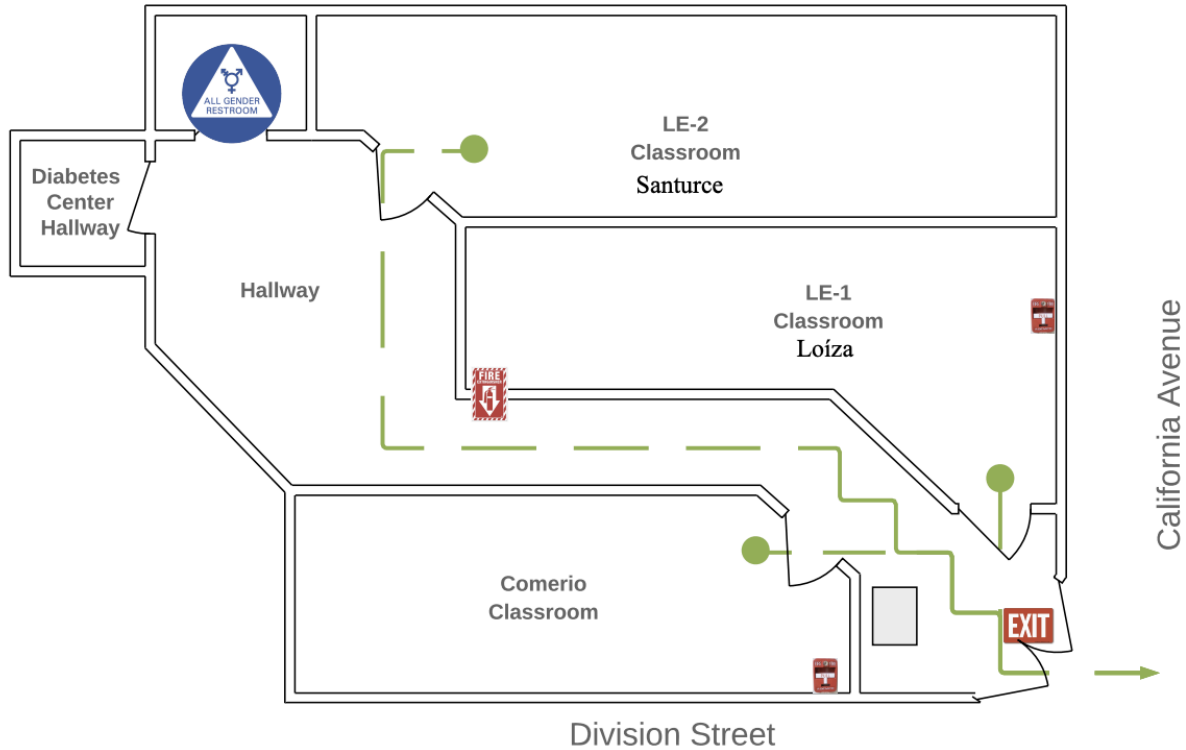 ALL GENDER
RESTROOM
LE-2
Classroom
Santurce
Diabetes
Center
Hallway
Hallway
LE-1
Classroom
Loíza
FIRE
EXTINGUISHER
California Avenue
Comerio
Classroom
EXIT
Division Street